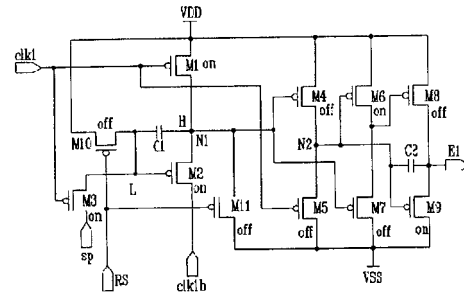 VDD
clk1
M1 on
M4
off
M6
on
M8
off
off
M10
C1
H
N1
N2
C2
E1
L
M2
on
M3
on
M11
off
M5
off
M7
off
M9
on
sp
RS
clk1b
VSS